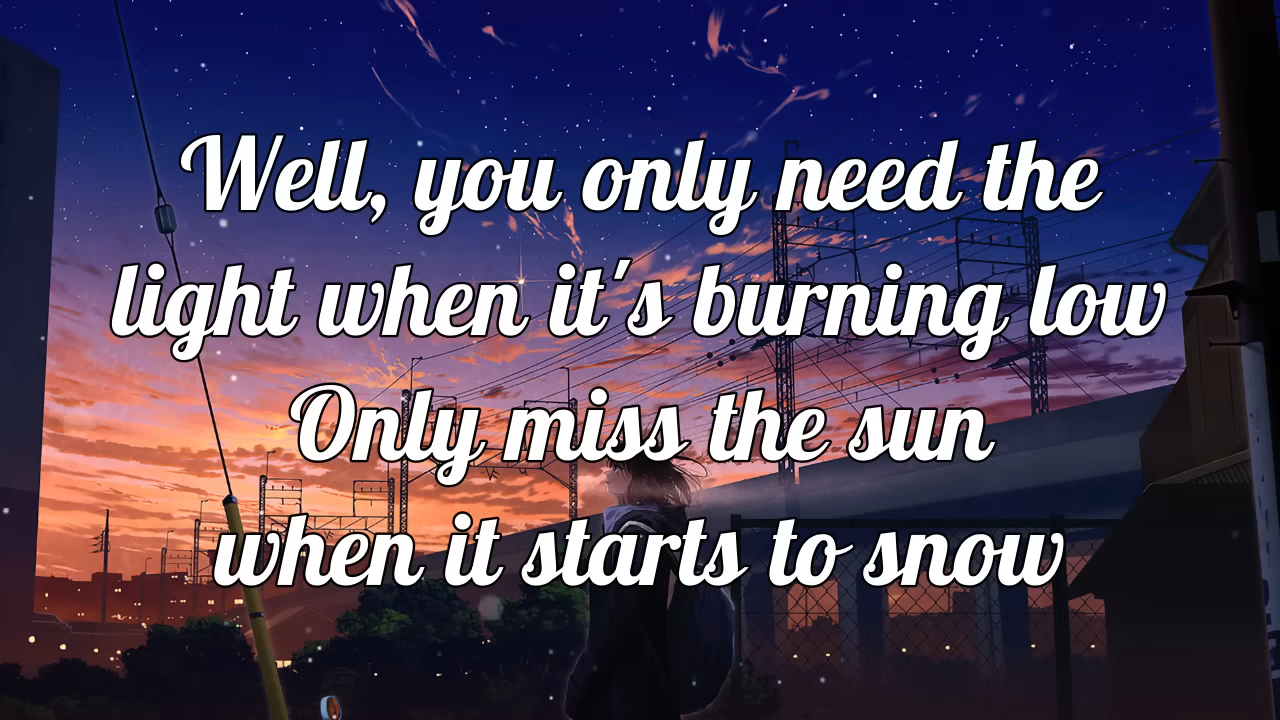 Well, you only need the
light when it's burning low
Only miss the sun
when it starts to snow